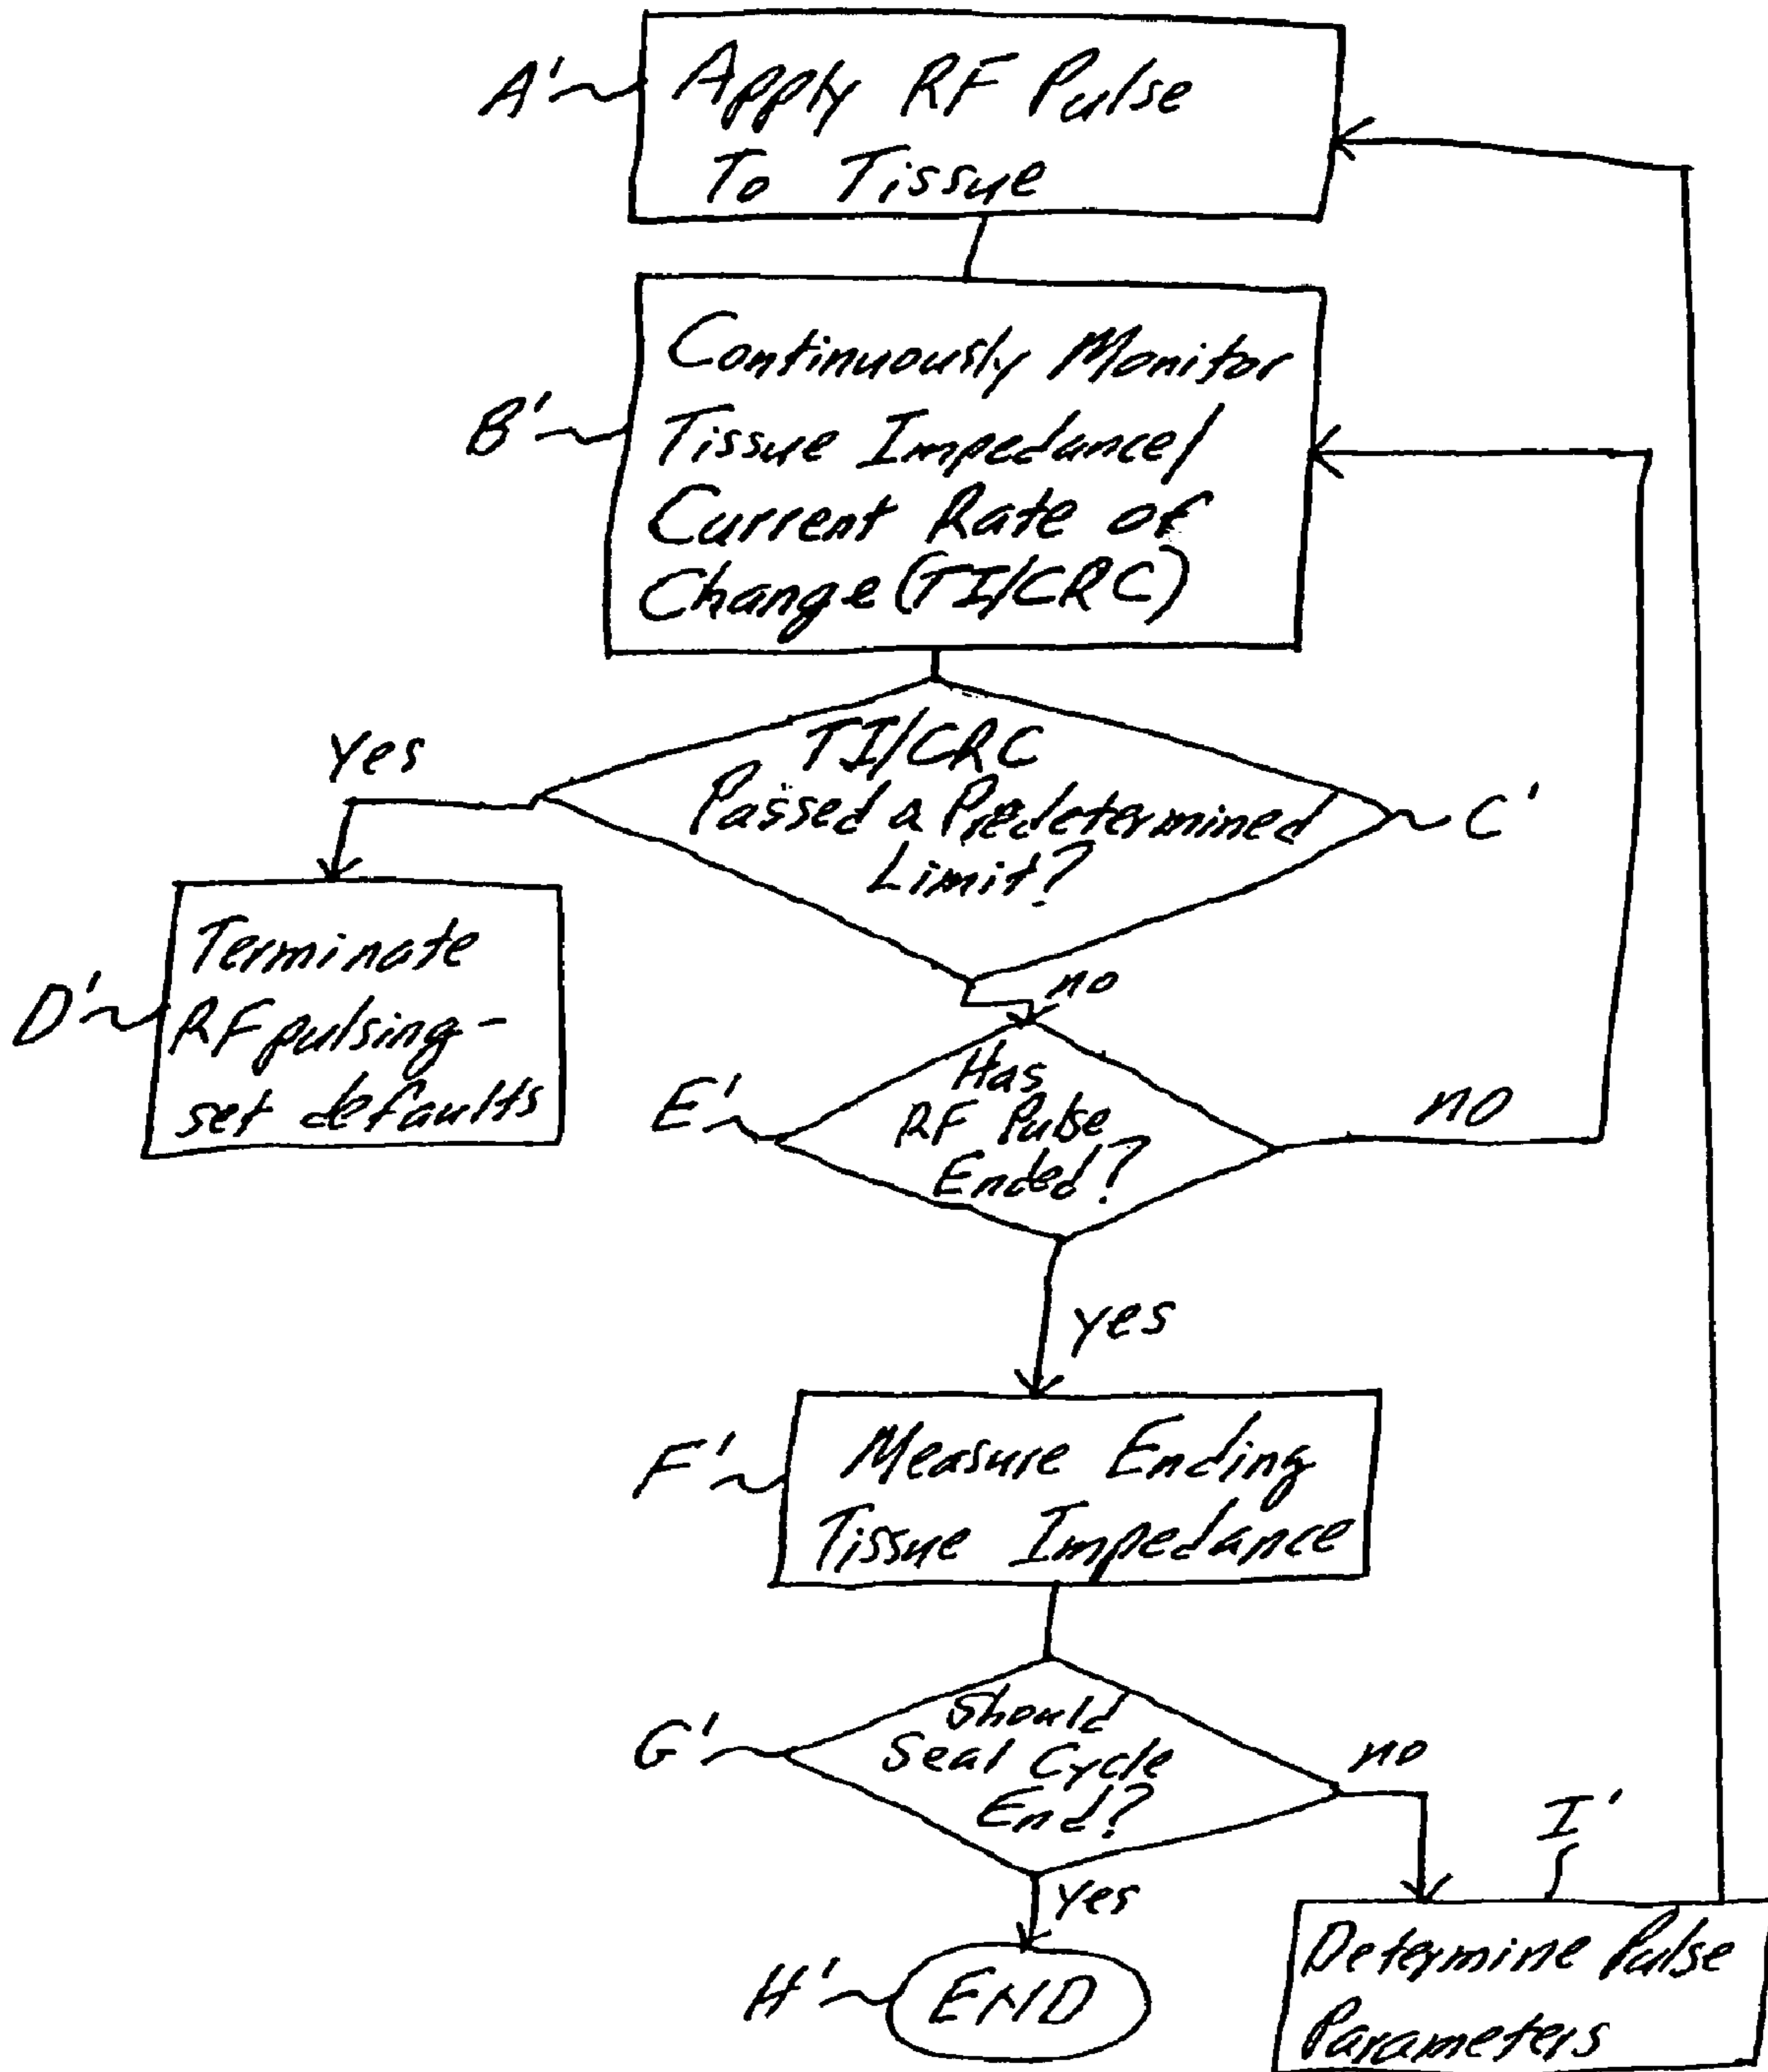 A'
Apply RF Pulse
To Tissue
B'
Continuously Monitor
Tissue Impedance/
Current Rate of
Change (TI/CRC)
Yes
TI/CRC
Passed a Predetermined
Limit?
C'
D'
Terminate
RF pulsing-
set defaults
no
E'
Has
RF Pulse
Ended?
no
yes
F'
Measure Ending
Tissue Impedance
G'
Should
Seal Cycle
End?
no
I'
Yes
H'
END
Determine Pulse
Parameters